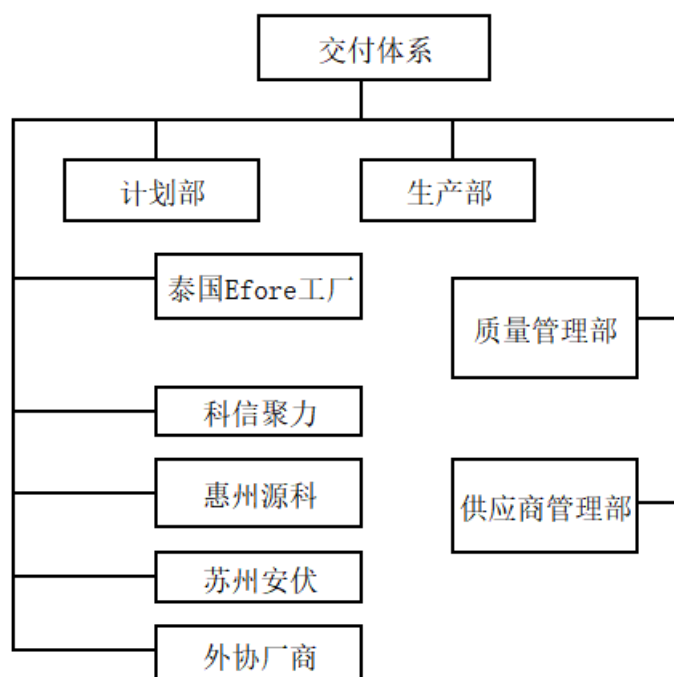 交付体系
计划部
生产部
泰国Efore工厂
质量管理部
科信聚力
惠州源科
供应商管理部
苏州安伏
外协厂商